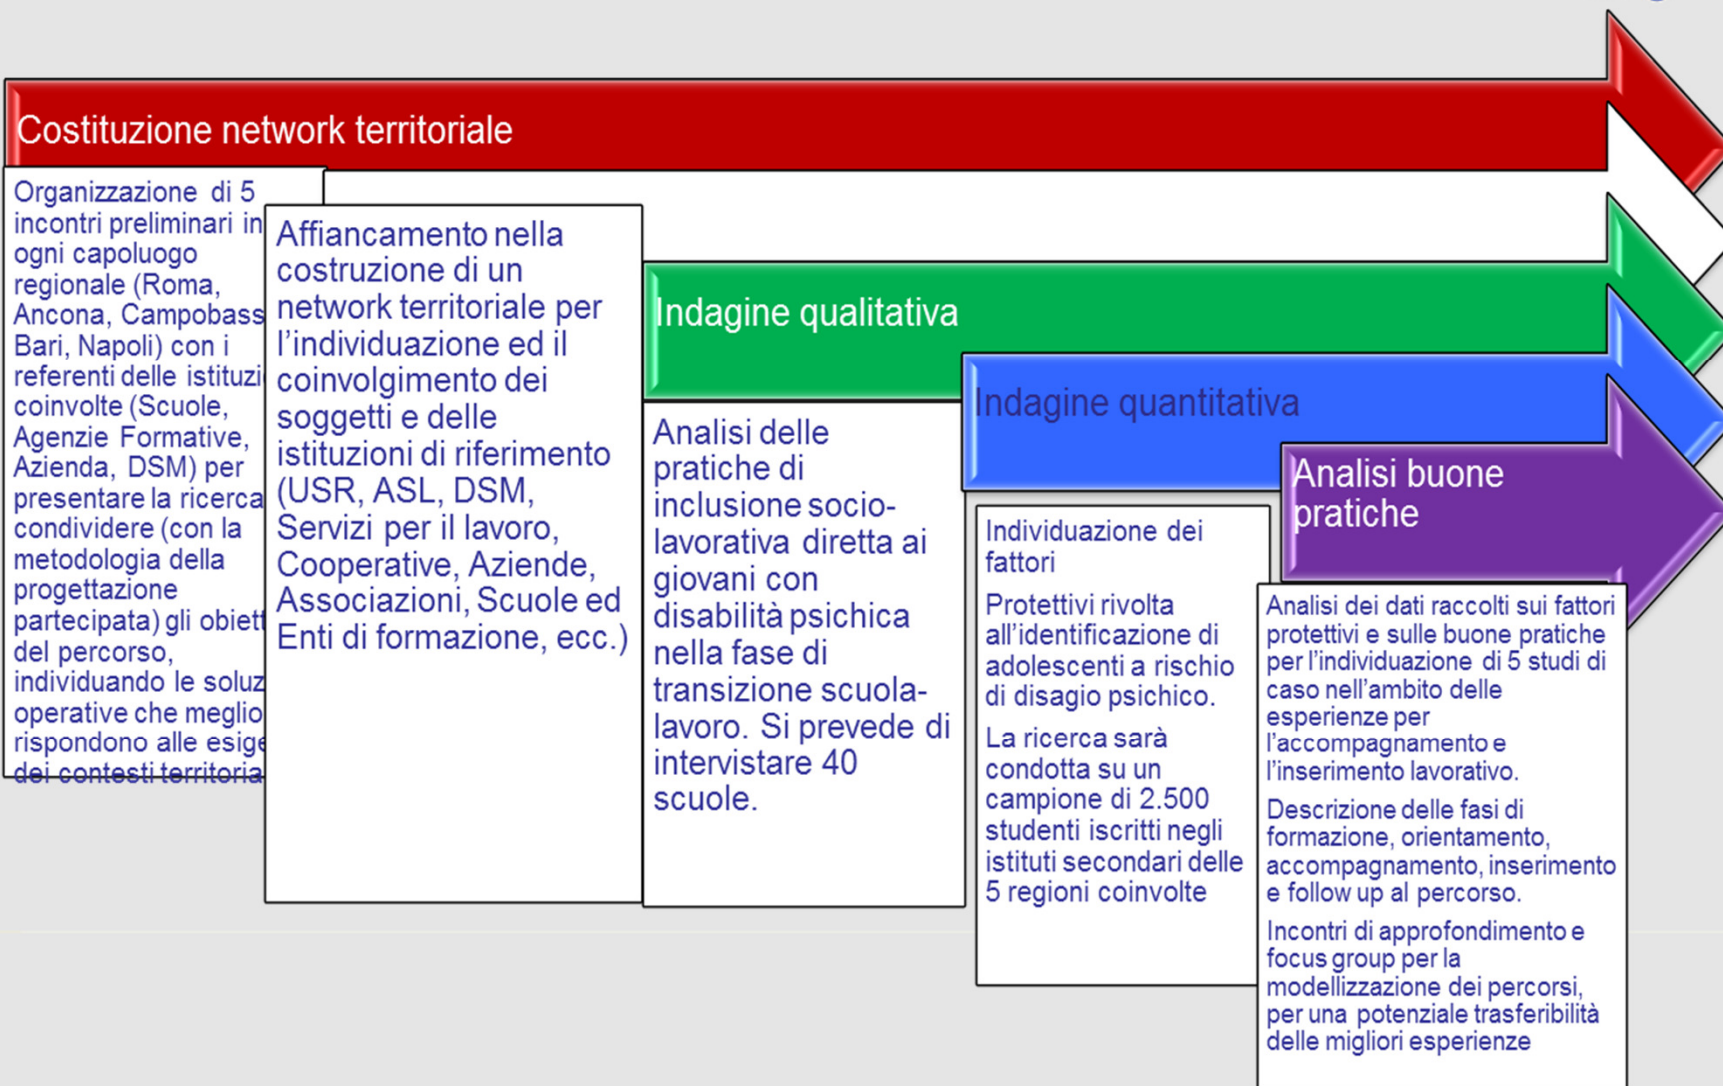 Costituzione network territoriale
Organizzazione di 5
incontri preliminari in
ogni capoluogo
regionale (Roma,
Ancona,
Bari, Napoli) con i
referenti delle
coinvolte (Scuole,
Agenzie Formative,
Azienda, DSM) per
presentare la ricerca
condividere (con la
metodologia della
progettazione
partecipata) gli
del percorso,
individuando le
operative che meglio
rispondono alle
dei contesti
Affiancamento nella
costruzione di un
network territoriale per
l’individuazione ed il
coinvolgimento dei
soggetti e delle
istituzioni di riferimento
(USR, ASL, DSM,
Servizi per il lavoro,
Cooperative, Aziende,
Associazioni, Scuole ed
Enti di formazione, ecc.)
Indagine qualitativa
Analisi delle
pratiche di
inclusione socio-
lavorativa diretta ai
giovani con
disabilità psichica
nella fase di
transizione scuola-
lavoro. Si prevede di
intervistare 40
scuole.
Indagine quantitativa
Individuazione dei
fattori
Protettivi rivolta
all’identificazione di
adolescenti a rischio
di disagio psichico.
La ricerca sarà
condotta su un
campione di 2.500
studenti iscritti negli
istituti secondari delle
5 regioni coinvolte
Analisi buone
pratiche
Analisi dei dati raccolti sui fattori
protettivi e sulle buone pratiche
per l’individuazione di 5 studi di
caso nell’ambito delle
esperienze per
l’accompagnamento e
l’inserimento lavorativo.
Descrizione delle fasi di
formazione, orientamento,
accompagnamento, inserimento
e follow up al percorso.
Incontri di approfondimento e
focus group per la
modellizzazione dei percorsi,
per una potenziale trasferibilità
delle migliori esperienze